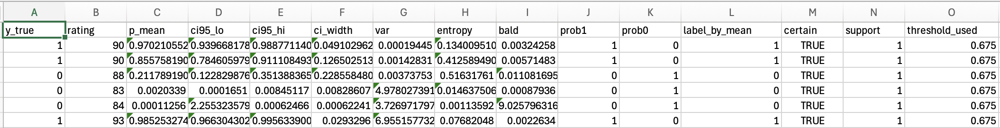 A B C D E F G H I J K L M N O
y_true rating p_mean ci95_lo ci95_hi ci_width var entropy bald prob1 prob0 label_by_mean certain support threshold_used
1 90 0.970210552 0.939668178 0.988771140 0.049102962 0.00019445 0.134009510 0.00324258 1 0 1 TRUE 1 0.675
1 90 0.855758190 0.784605979 0.911108493 0.126502513 0.00142831 0.412589490 0.00571483 1 0 1 TRUE 1 0.675
0 88 0.211789190 0.122829876 0.351388365 0.228558480 0.00373753 0.51631761 0.011081695 0 1 0 TRUE 1 0.675
0 83 0.0020339 0.0001651 0.00845117 0.00828607 4.978027391 0.014637506 0.00087936 0 1 0 TRUE 1 0.675
0 84 0.00011256 2.255323579 0.00062466 0.00062241 3.726971797 0.00113592 9.025796316 0 1 0 TRUE 1 0.675
1 93 0.985253274 0.966304302 0.995633900 0.0293296 6.955157732 0.07682048 0.0022634 1 0 1 TRUE 1 0.675